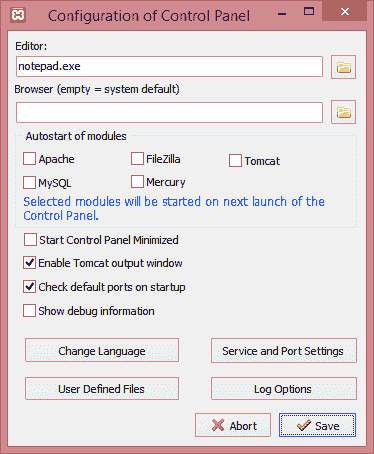 Configuration of Control Panel
Editor:
notepad.exe
Browser (empty = system default)
Autostart of modules
Apache FileZilla Tomcat
MySQL Mercury
Selected modules will be started on next launch of the
Control Panel.
Start Control Panel Minimized
Enable Tomcat output window
Check default ports on startup
Show debug information
Change Language Service and Port Settings
User Defined Files Log Options
Abort Save